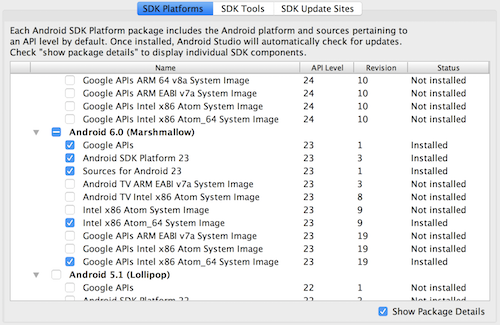 SDK Platforms SDK Tools SDK Update Sites
Each Android SDK Platform package includes the Android platform and sources pertaining to
an API level by default. Once installed, Android Studio will automatically check for updates.
Check "show package details" to display individual SDK components.
Name API Level Revision Status
Google APIs ARM 64 v8a System Image 24 10 Not installed
Google APIs ARM EABI v7a System Image 24 10 Not installed
Google APIs Intel x86 Atom System Image 24 10 Not installed
Google APIs Intel x86 Atom_64 System Image 24 10 Not installed
Android 6.0 (Marshmallow)
Google APIs 23 1 Installed
Android SDK Platform 23 23 3 Installed
Sources for Android 23 23 1 Installed
Android TV ARM EABI v7a System Image 23 3 Not installed
Android TV Intel x86 Atom System Image 23 8 Not installed
Intel x86 Atom System Image 23 9 Not installed
Intel x86 Atom_64 System Image 23 9 Installed
Google APIs ARM EABI v7a System Image 23 19 Not installed
Google APIs Intel x86 Atom System Image 23 19 Not installed
Google APIs Intel x86 Atom_64 System Image 23 19 Installed
Android 5.1 (Lollipop)
Google APIs 22 1 Not installed
Android SDK Platform 22 22 2 Not installed
Show Package Details